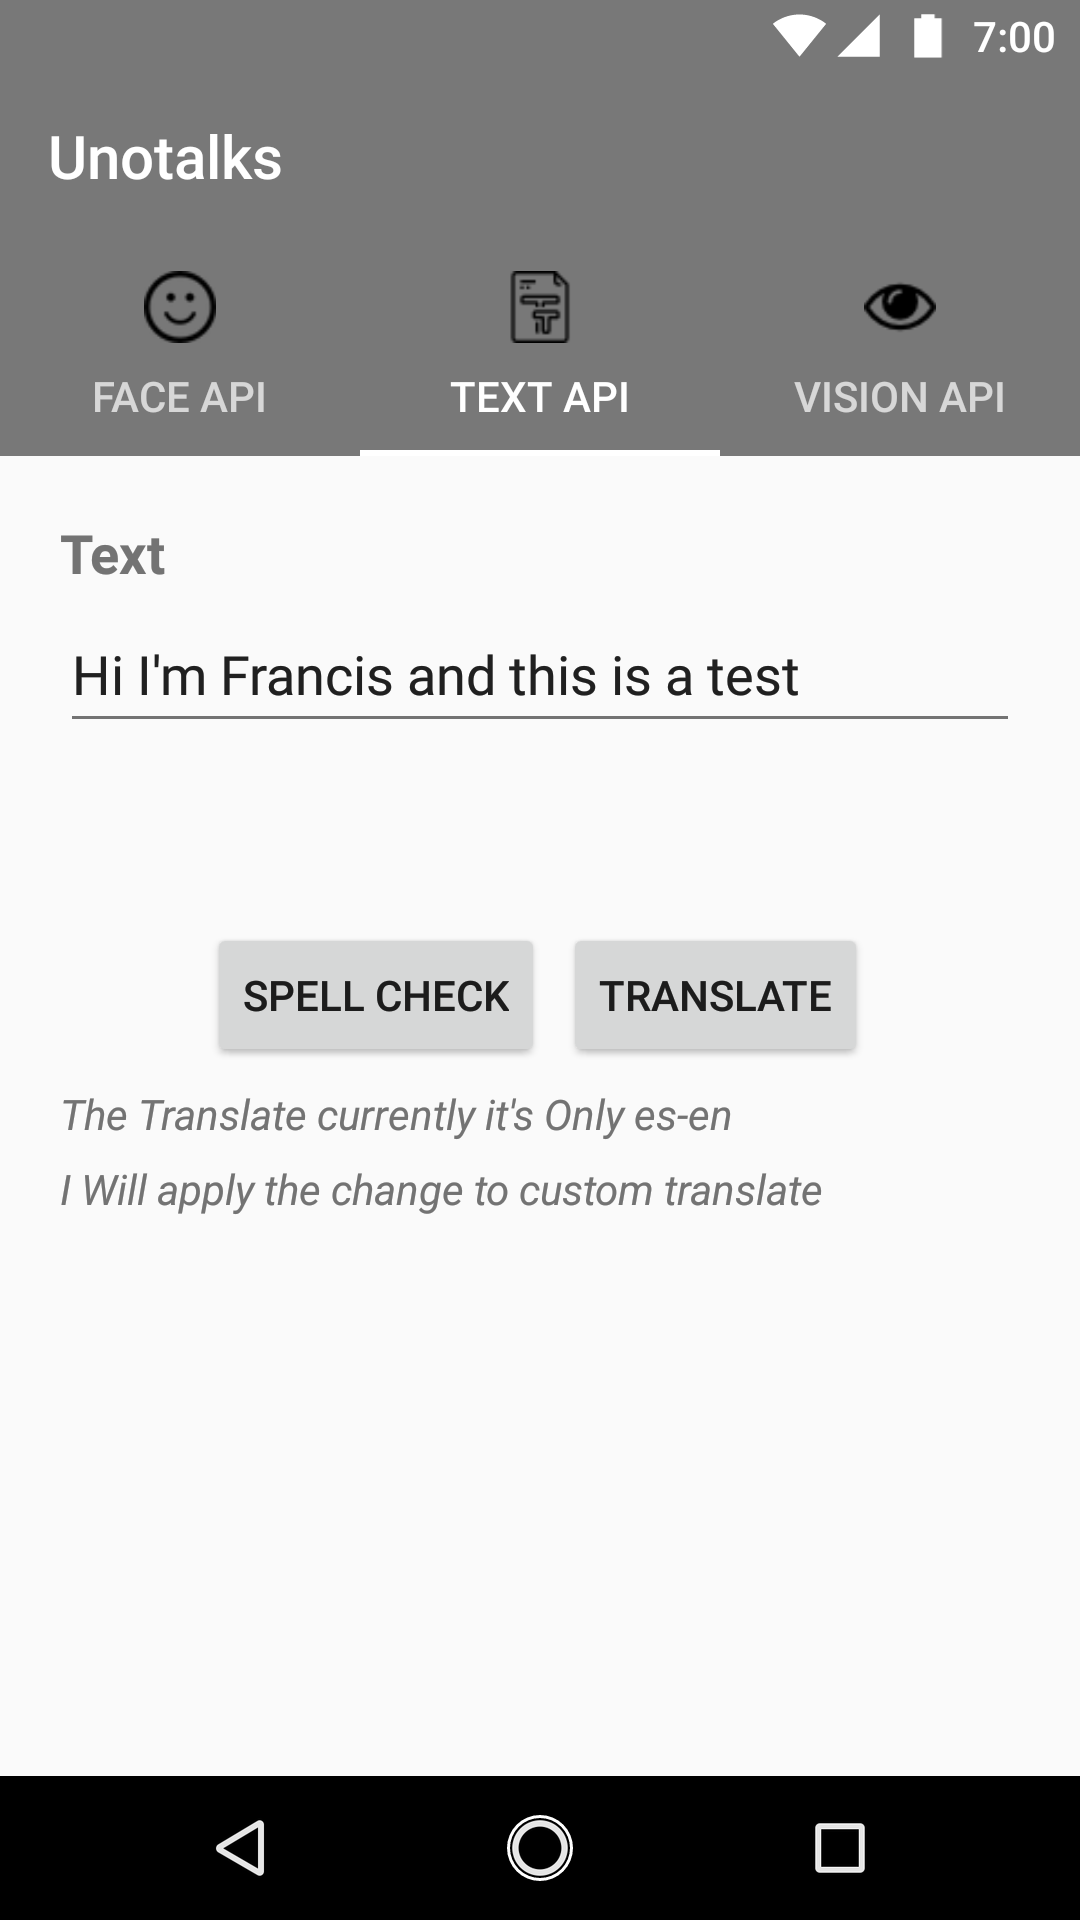 7:00
Unotalks
FACE API
TEXT API
VISION API
Text
Hi I'm Francis and this is a test
SPELL CHECK
TRANSLATE
The Translate currently it's Only es-en
I Will apply the change to custom translate